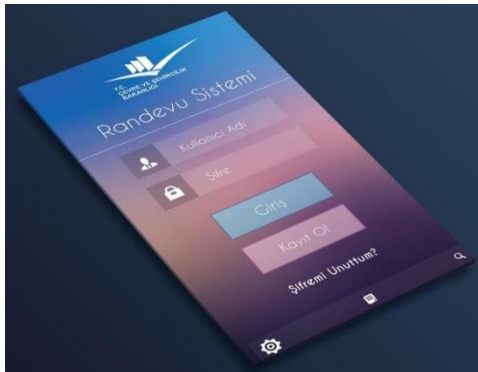 T.C.
ÇEVRE VE ŞEHİRCİLİK
BAKANLIĞI
Randevu Sistemi
Kullanıcı Adı
Şifre
Giriş
Kayıt Ol
Şifremi Unuttum?